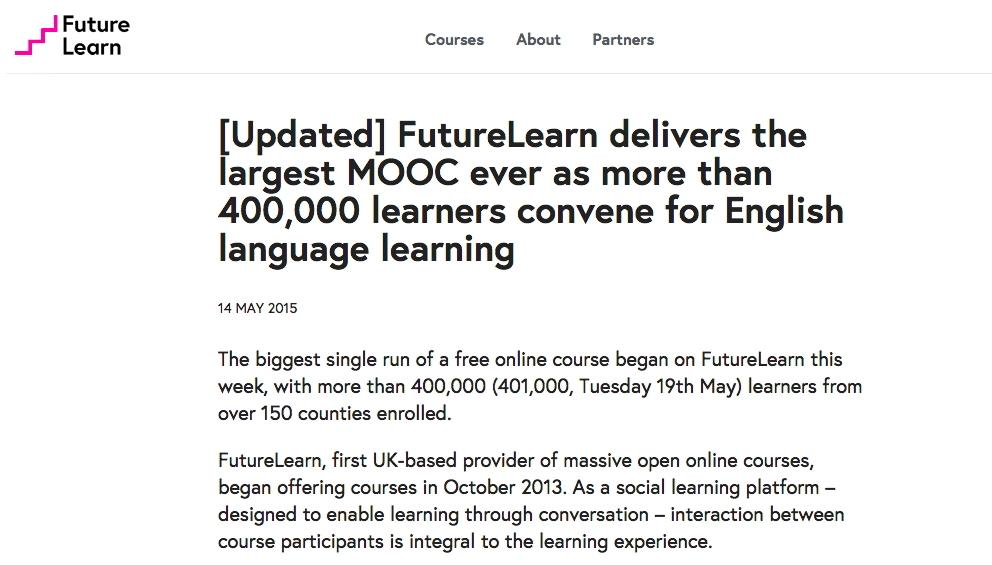 Future
Learn
Courses About Partners
[Updated] FutureLearn delivers the
largest MOOC ever as more than
400,000 learners convene for English
language learning
14 MAY 2015
The biggest single run of a free online course began on FutureLearn this
week, with more than 400,000 (401,000, Tuesday 19th May) learners from
over 150 counties enrolled.
FutureLearn, first UK-based provider of massive open online courses,
began offering courses in October 2013. As a social learning platform –
designed to enable learning through conversation – interaction between
course participants is integral to the learning experience.